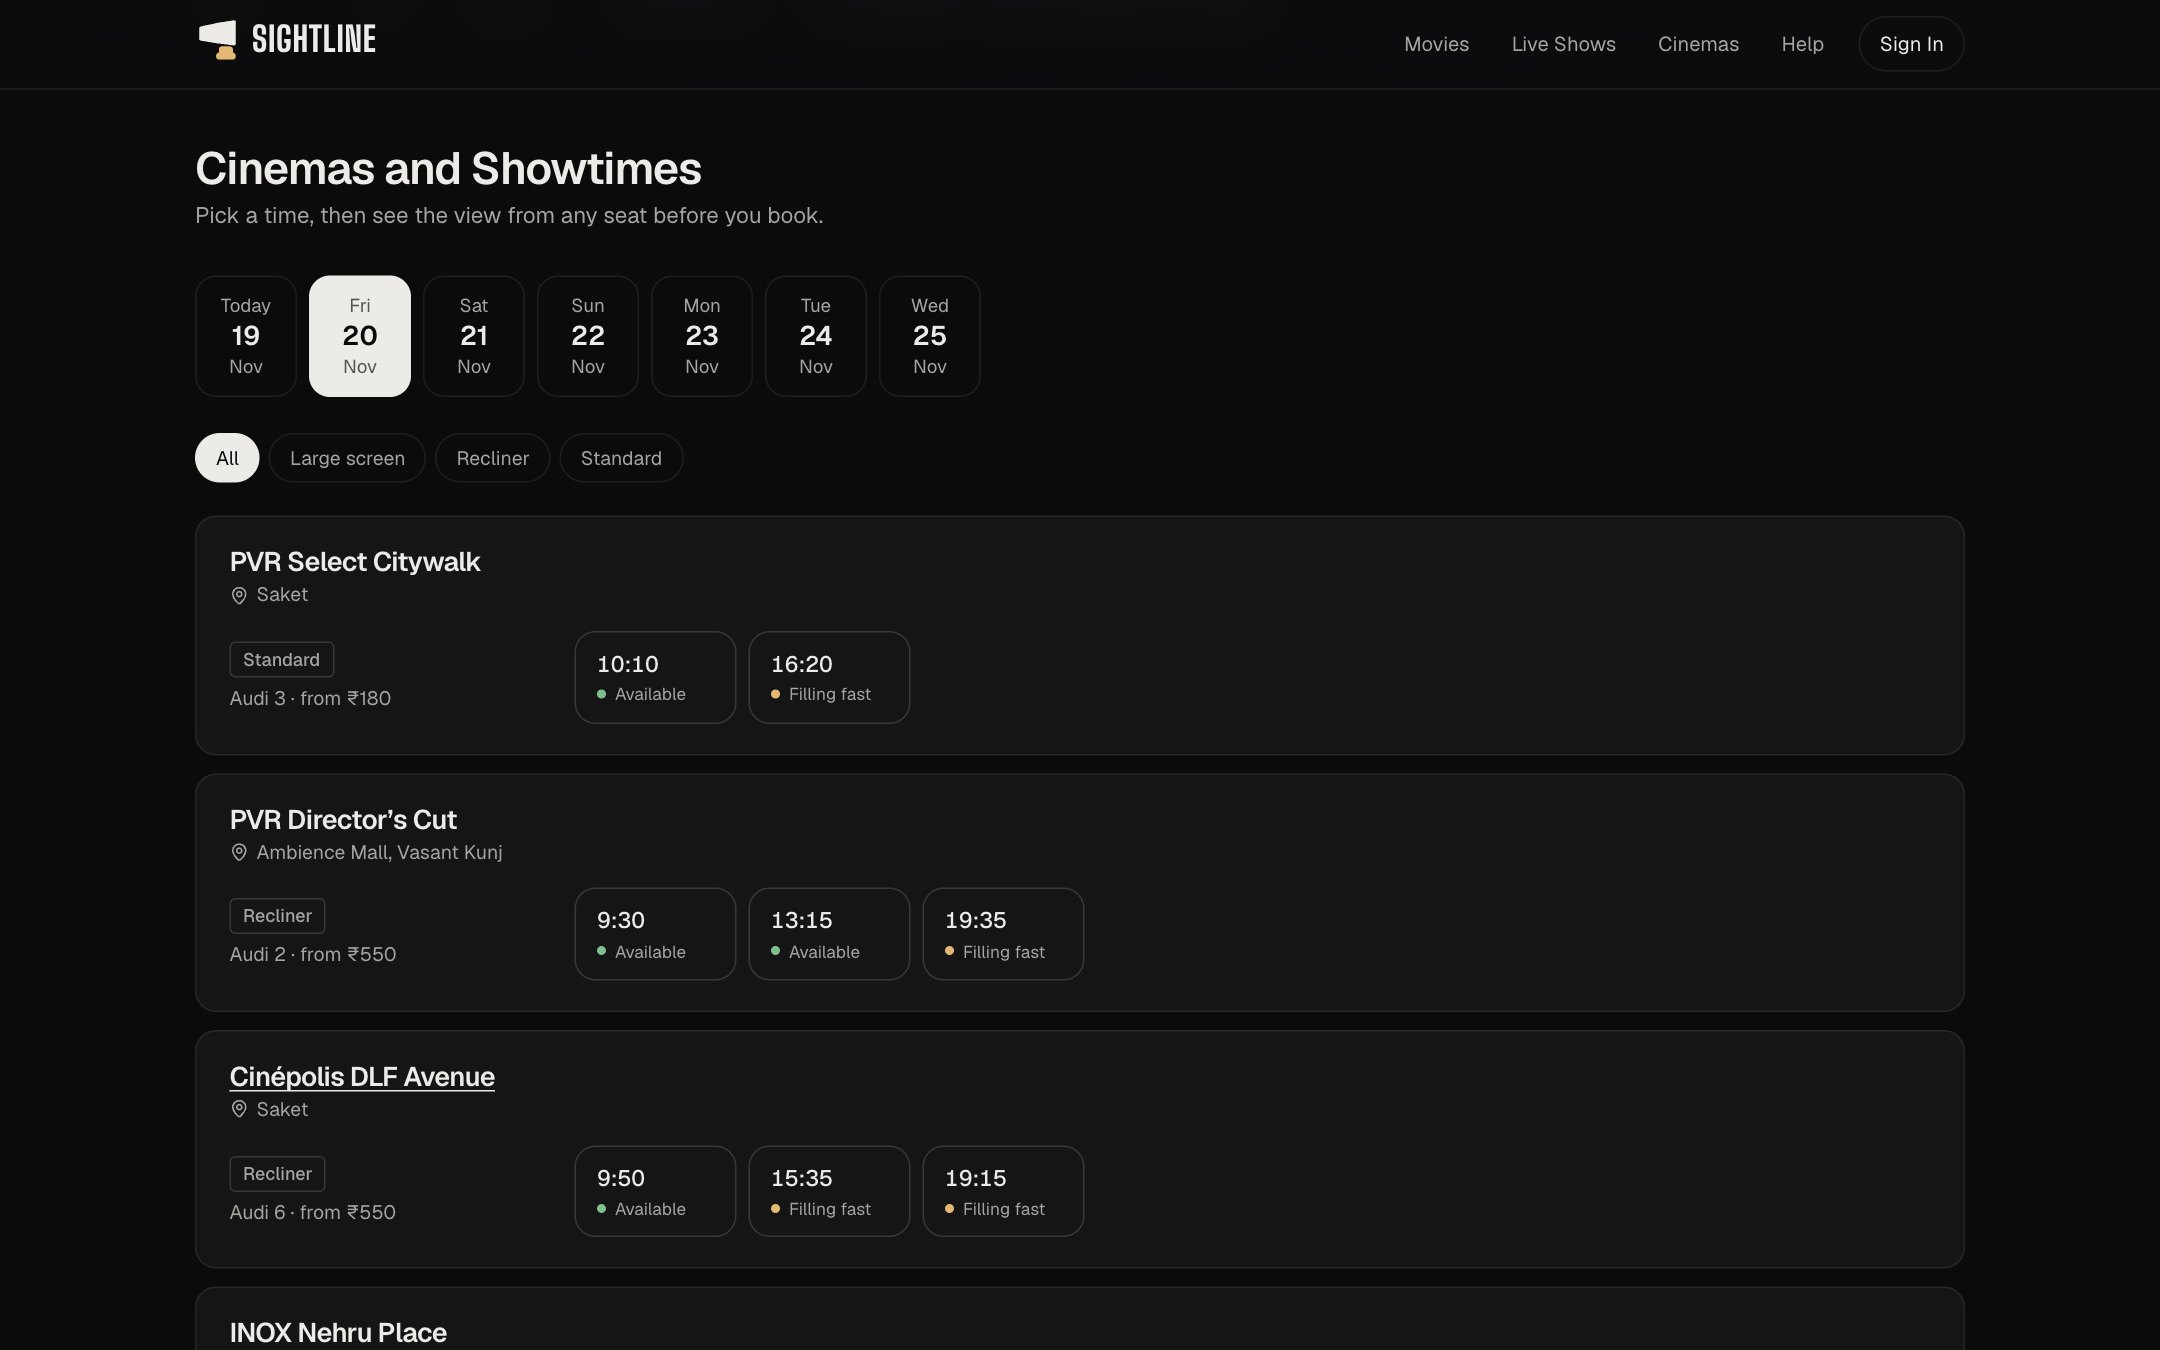 SIGHTLINE
Movies Live Shows Cinemas Help Sign In
Cinemas and Showtimes
Pick a time, then see the view from any seat before you book.
Today Fri Sat Sun Mon Tue Wed
19 20 21 22 23 24 25
Nov Nov Nov Nov Nov Nov Nov
All Large screen Recliner Standard
PVR Select Citywalk
Saket
Standard
Audi 3 · from ₹180
10:10 16:20
Available Filling fast
PVR Director’s Cut
Ambience Mall, Vasant Kunj
Recliner
Audi 2 · from ₹550
9:30 13:15 19:35
Available Available Filling fast
Cinépolis DLF Avenue
Saket
Recliner
Audi 6 · from ₹550
9:50 15:35 19:15
Available Filling fast Filling fast
INOX Nehru Place